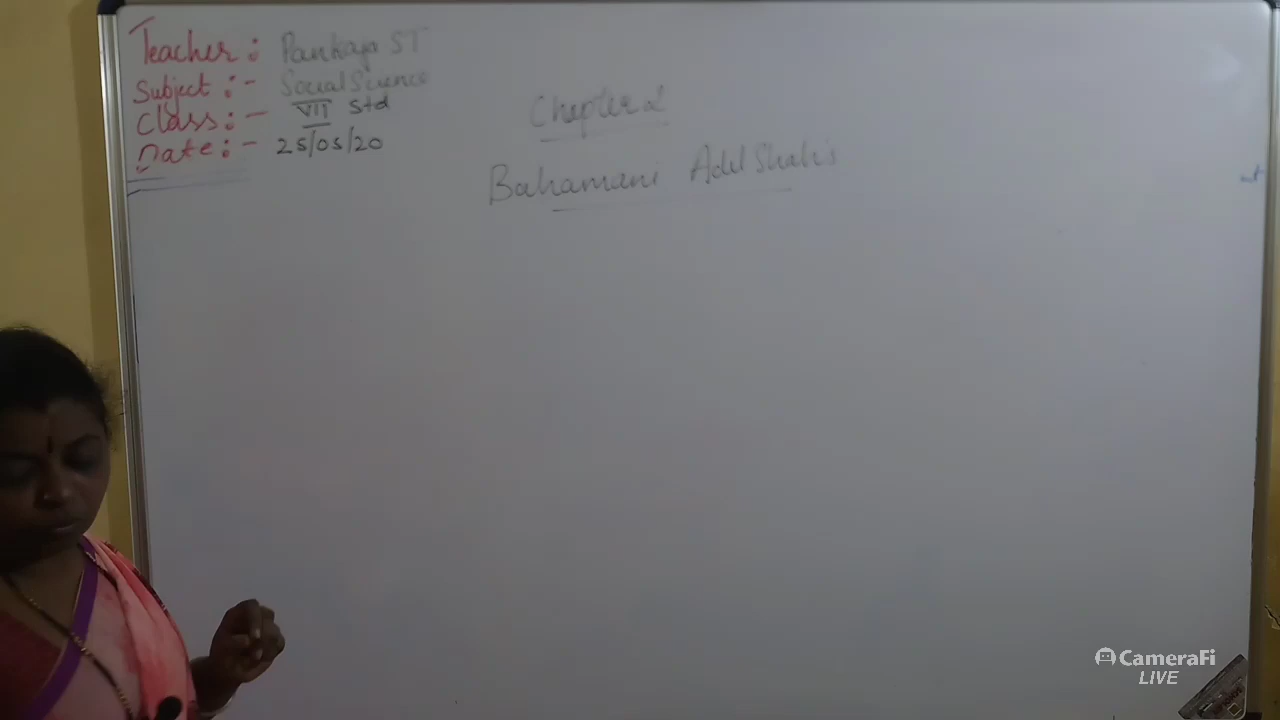 Teacher : Pankaja ST
Subject :- Social Science
Class :- VII Std
Date :- 25/05/20
Chapter 2
Bahamani Adil Shahi's
CameraFi
LIVE